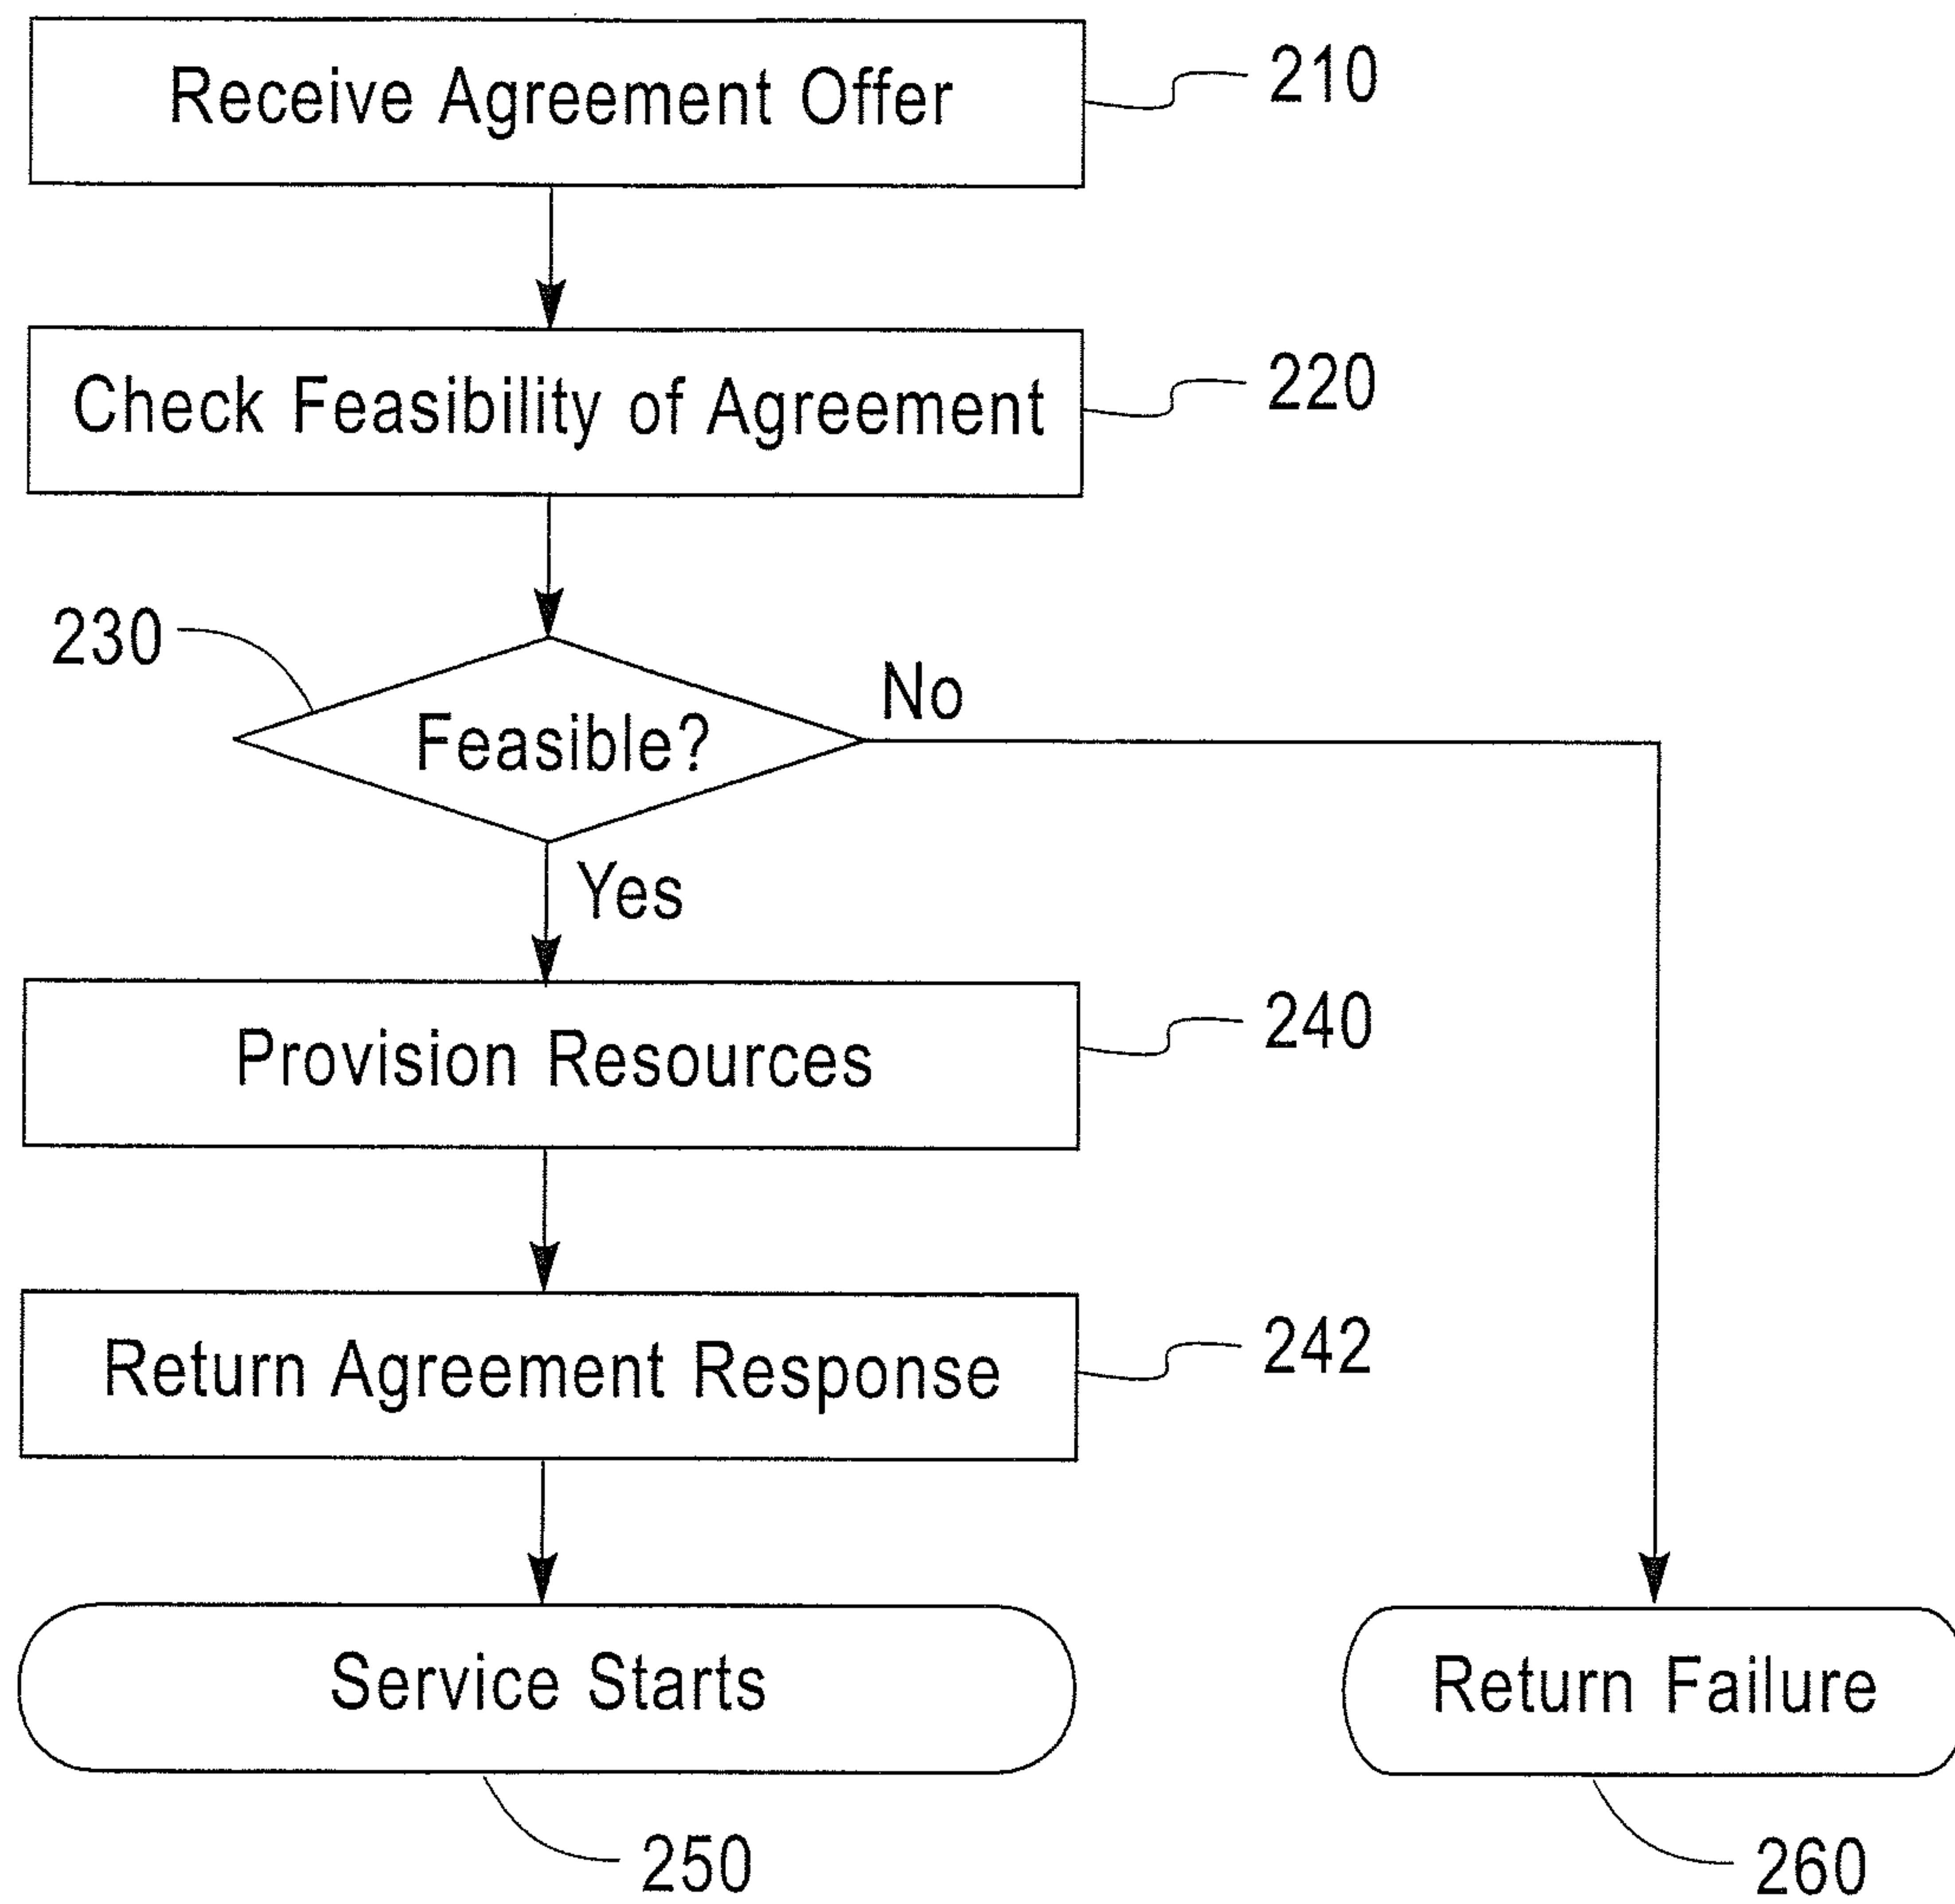 Receive Agreement Offer
210
Check Feasibility of Agreement
220
230
Feasible?
No
Yes
Provision Resources
240
Return Agreement Response
242
Service Starts
Return Failure
250
260